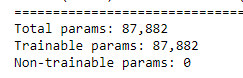 =================================
Total params: 87,882
Trainable params: 87,882
Non-trainable params: 0